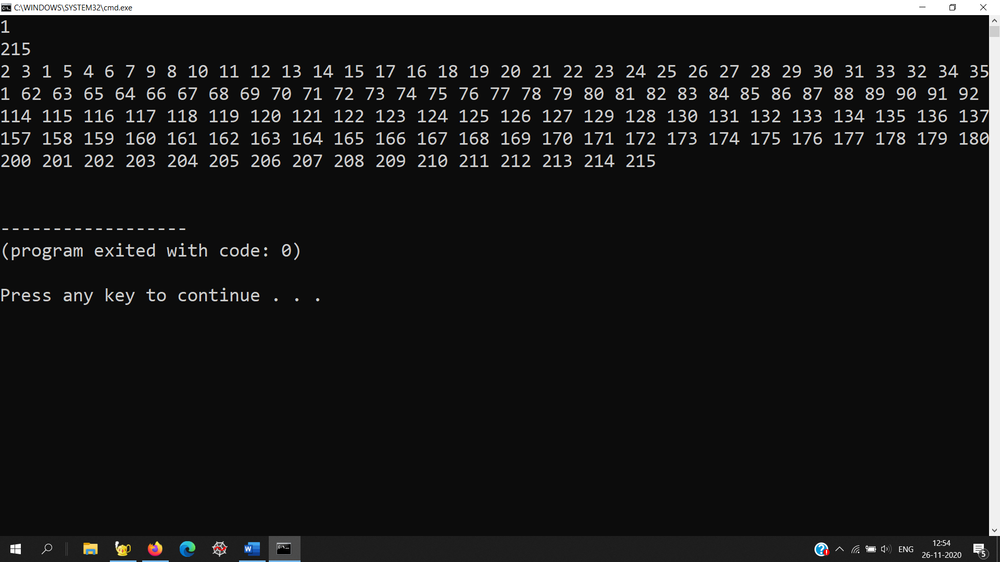 C:\WINDOWS\SYSTEM32\cmd.exe
1
215
2 3 1 5 4 6 7 9 8 10 11 12 13 14 15 17 16 18 19 20 21 22 23 24 25 26 27 28 29 30 31 33 32 34 35
1 62 63 65 64 66 67 68 69 70 71 72 73 74 75 76 77 78 79 80 81 82 83 84 85 86 87 88 89 90 91 92
114 115 116 117 118 119 120 121 122 123 124 125 126 127 129 128 130 131 132 133 134 135 136 137
157 158 159 160 161 162 163 164 165 166 167 168 169 170 171 172 173 174 175 176 177 178 179 180
200 201 202 203 204 205 206 207 208 209 210 211 212 213 214 215
------------------
(program exited with code: 0)
Press any key to continue . . .
ENG
12:54
26-11-2020
5